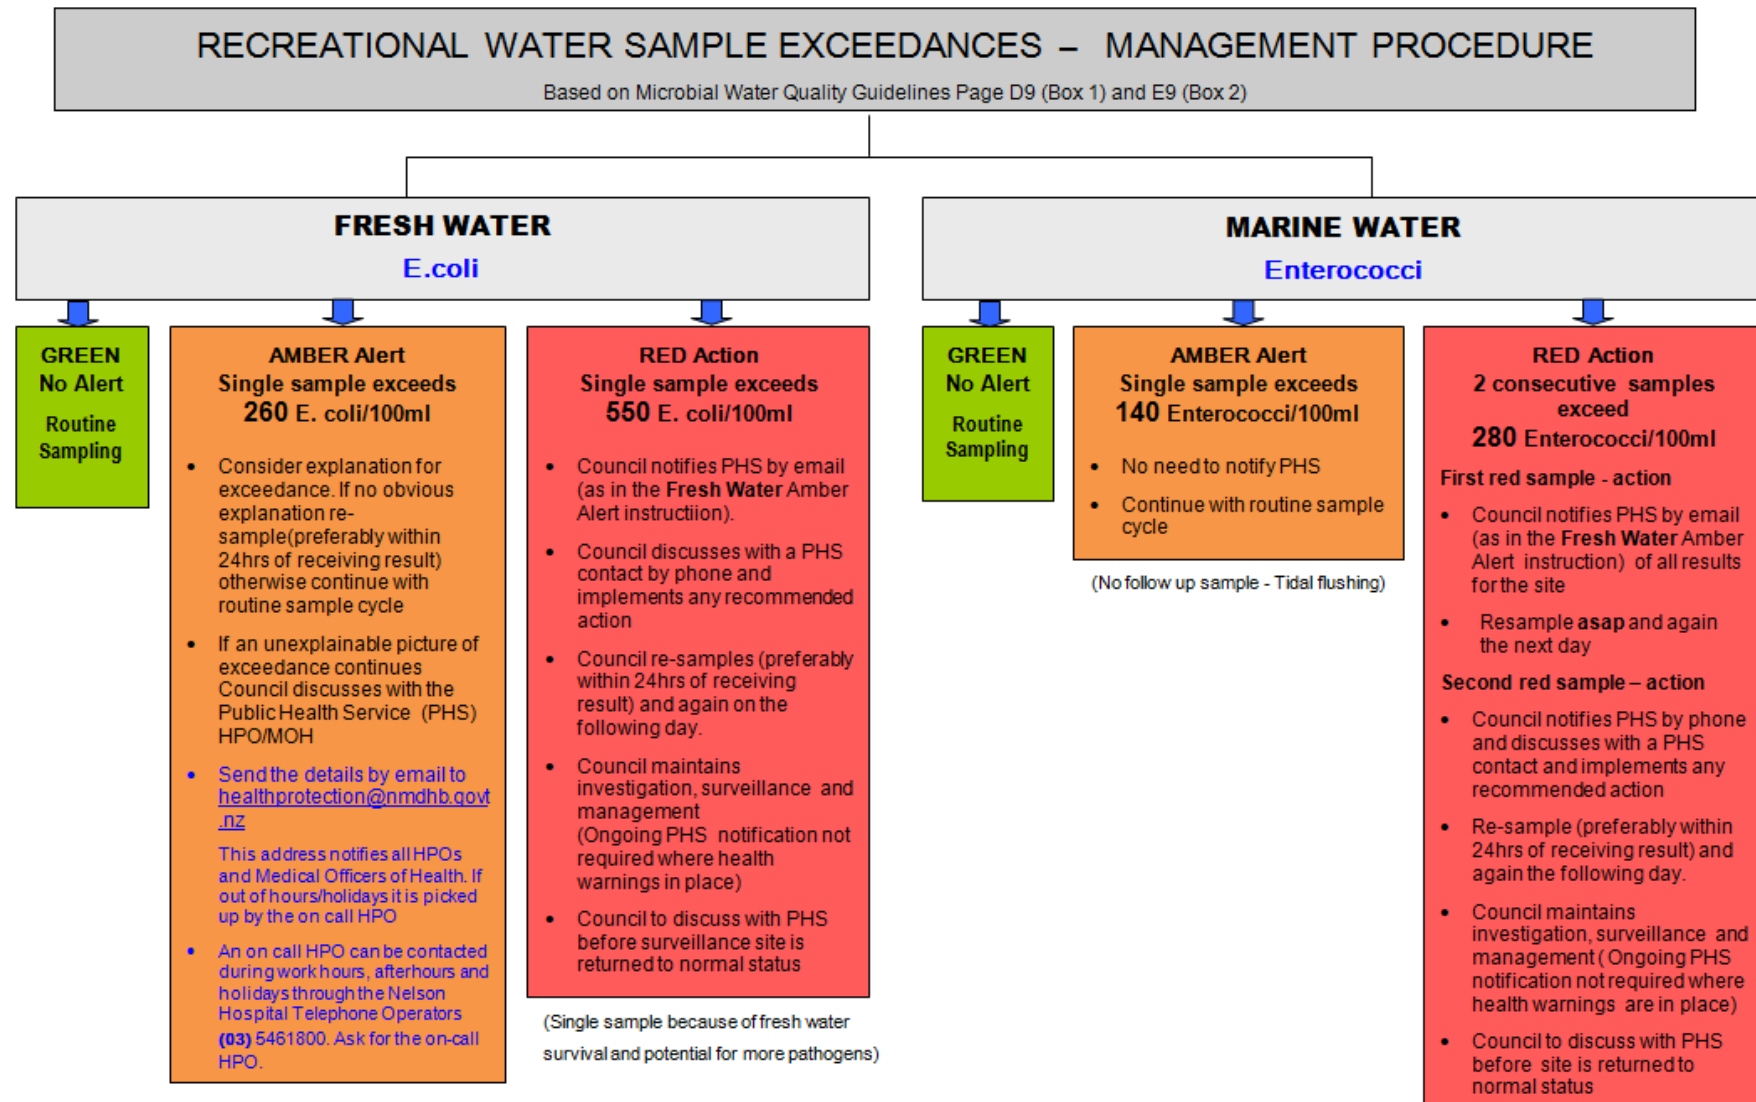 RECREATIONAL WATER SAMPLE EXCEEDANCES – MANAGEMENT PROCEDURE
Based on Microbial Water Quality Guidelines Page D9 (Box 1) and E9 (Box 2)
FRESH WATER
E.coli
GREEN
No Alert
Routine
Sampling
AMBER Alert
Single sample exceeds
260 E. coli/100ml
• Consider explanation for
exceedance. If no obvious
explanation re-
sample(preferably within
24hrs of receiving result)
otherwise continue with
routine sample cycle
• If an unexplainable picture of
exceedance continues
Council discusses with the
Public Health Service (PHS)
HPO/MOH
• Send the details by email to
healthprotection@nmdhb.govt
.nz
This address notifies all HPOs
and Medical Officers of Health. If
out of hours/holidays it is picked
up by the on call HPO
• An on call HPO can be contacted
during work hours, afterhours and
holidays through the Nelson
Hospital Telephone Operators
(03) 5461800. Ask for the on-call
HPO.
RED Action
Single sample exceeds
550 E. coli/100ml
• Council notifies PHS by email
(as in the Fresh Water Amber
Alert instructiion).
• Council discusses with a PHS
contact by phone and
implements any recommended
action
• Council re-samples (preferably
within 24hrs of receiving
result) and again on the
following day.
• Council maintains
investigation, surveillance and
management
(Ongoing PHS notification not
required where health
warnings in place)
• Council to discuss with PHS
before surveillance site is
returned to normal status
(Single sample because of fresh water
survival and potential for more pathogens)
MARINE WATER
Enterococci
GREEN
No Alert
Routine
Sampling
AMBER Alert
Single sample exceeds
140 Enterococci/100ml
• No need to notify PHS
• Continue with routine sample
cycle
(No follow up sample - Tidal flushing)
RED Action
2 consecutive samples
exceed
280 Enterococci/100ml
First red sample - action
• Council notifies PHS by email
(as in the Fresh Water Amber
Alert instruction) of all results
for the site
• Resample asap and again
the next day
Second red sample – action
• Council notifies PHS by phone
and discusses with a PHS
contact and implements any
recommended action
• Re-sample (preferably within
24hrs of receiving result) and
again the following day.
• Council maintains
investigation, surveillance and
management ( Ongoing PHS
notification not required where
health warnings are in place)
• Council to discuss with PHS
before site is returned to
normal status